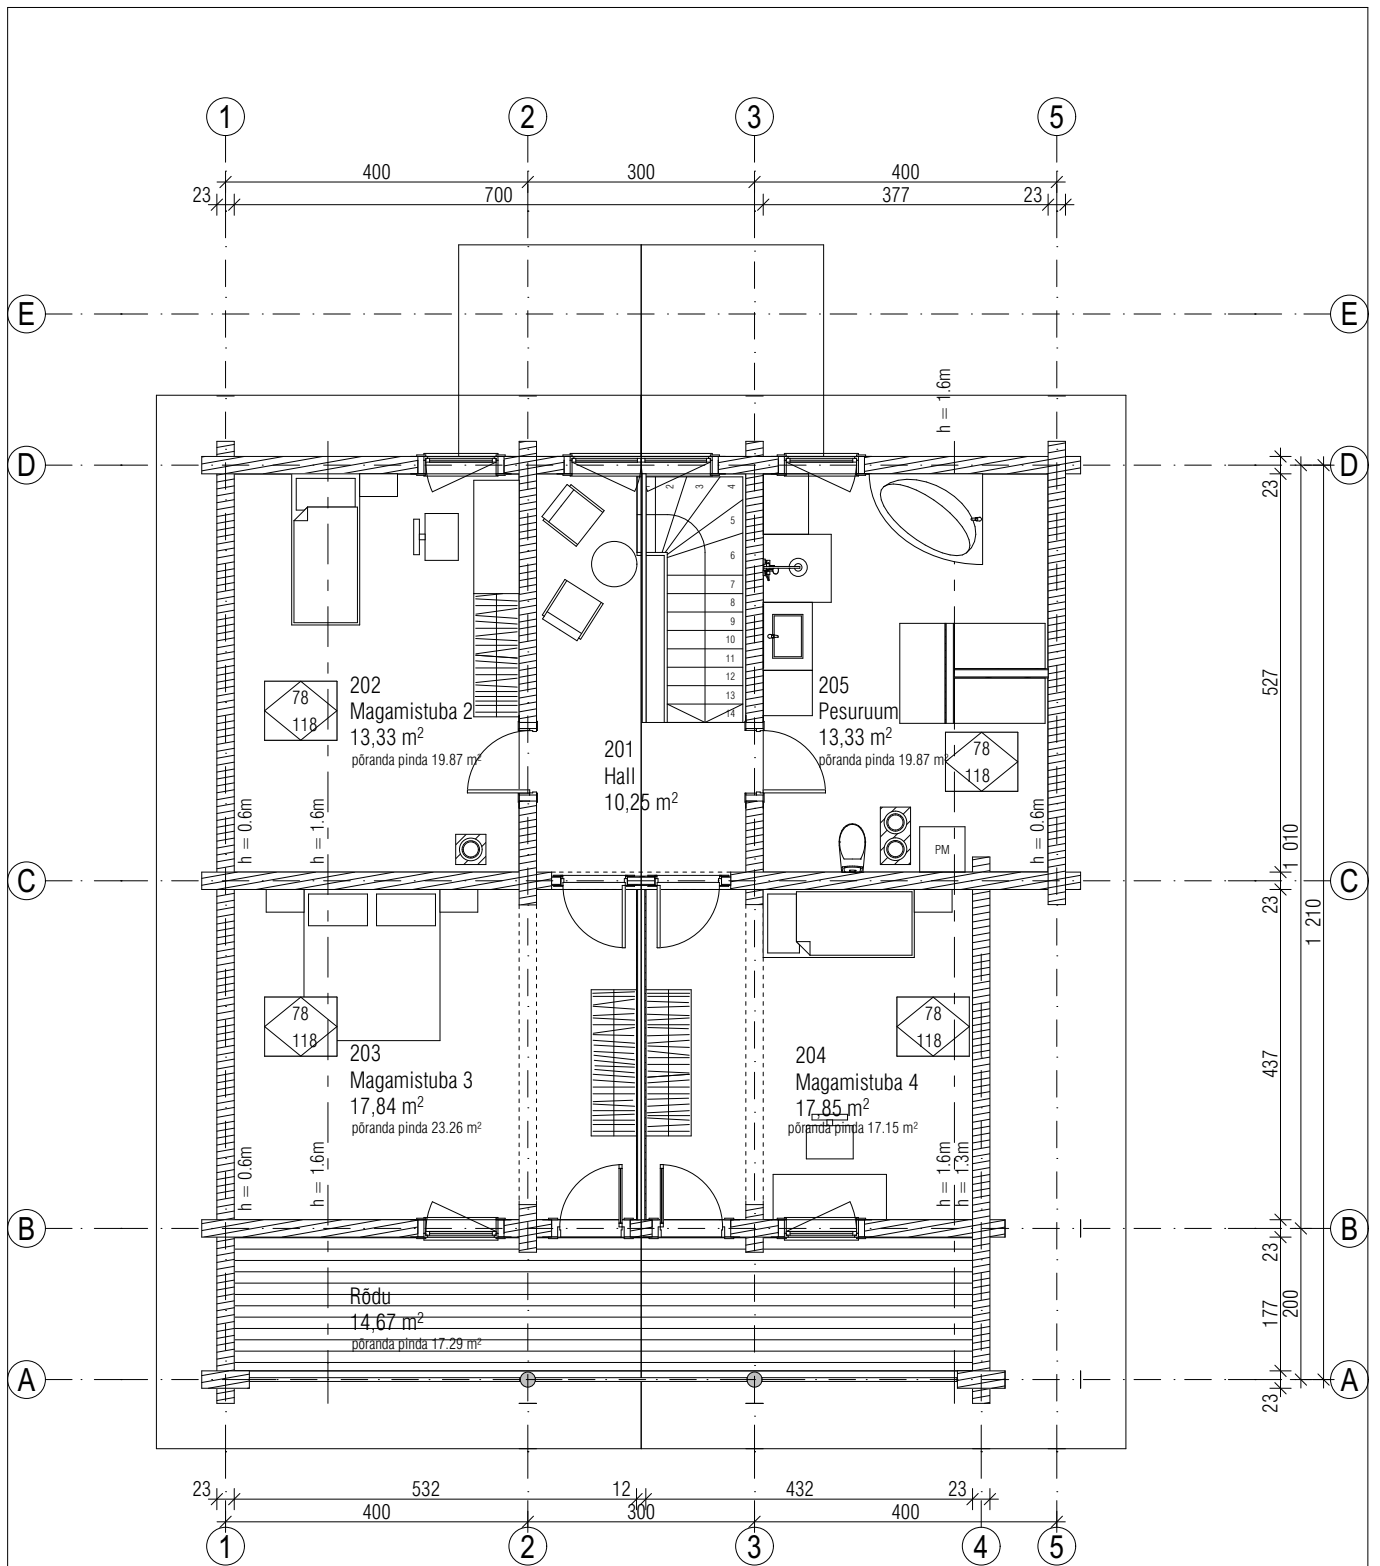 1 2 3 5
400 300 400
23 700 377 23
E E
h = 1.6m
D D
23
1 2 3 4
5
6
7
8
9
10
11
12
13
14
527
202
Magamistuba 2
13,33 m²
põranda pinda 19.87 m²
78
118
205
Pesuruum
13,33 m²
põranda pinda 19.87 m²
78
118
201
Hall
10,25 m²
h = 0.6m
h = 1.6m
h = 0.6m
PM
1 010
1 210
C C
23
78
118
78
118
203
Magamistuba 3
17,84 m²
põranda pinda 23.26 m²
204
Magamistuba 4
17,85 m²
põranda pinda 17.15 m²
437
h = 0.6m
h = 1.6m
h = 1.6m
h = 1.3m
B B
23
Rõdu
14,67 m²
põranda pinda 17.29 m²
177
200
A A
23
23 532 12 432 23
400 300 400
1 2 3 4 5